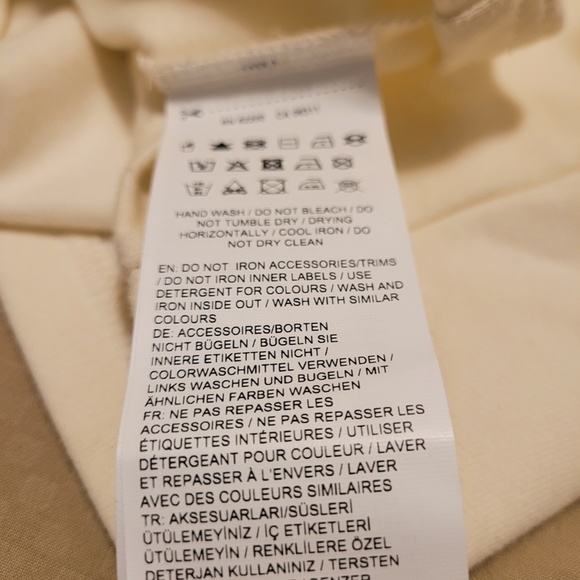 HAND WASH / DO NOT BLEACH / DO
NOT TUMBLE DRY / DRYING
HORIZONTALLY / COOL IRON / DO
NOT DRY CLEAN
EN: DO NOT IRON ACCESSORIES/TRIMS
/ DO NOT IRON INNER LABELS / USE
DETERGENT FOR COLOURS / WASH AND
IRON INSIDE OUT / WASH WITH SIMILAR
COLOURS
DE: ACCESSOIRES/BORTEN
NICHT BÜGELN / BÜGELN SIE
INNERE ETIKETTEN NICHT /
COLORWASCHMITTEL VERWENDEN /
LINKS WASCHEN UND BUGELN / MIT
ÄHNLICHEN FARBEN WASCHEN
FR: NE PAS REPASSER LES
ACCESSOIRES / NE PAS REPASSER LES
ÉTIQUETTES INTÉRIEURES / UTILISER
DÉTERGEANT POUR COULEUR / LAVER
ET REPASSER À L'ENVERS / LAVER
AVEC DES COULEURS SIMILAIRES
TR: AKSESUARLARI/SÜSLERİ
ÜTÜLEMEYİNİZ / İÇ ETİKETLERİ
ÜTÜLEMEYİN / RENKLİLERE ÖZEL
DETERJAN KULLANINIZ / TERSTEN